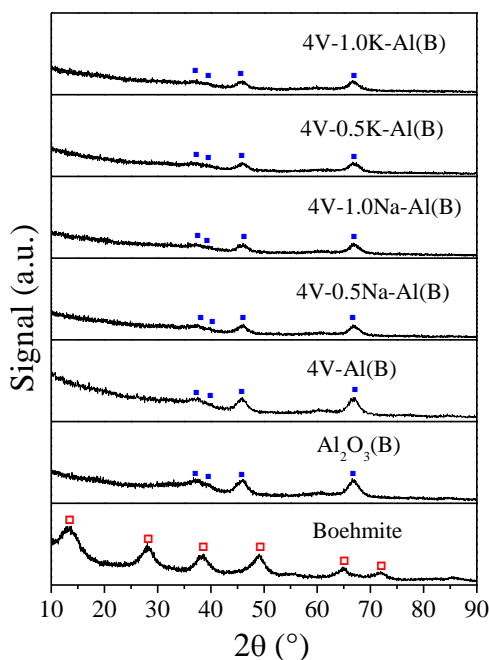 4V-1.0K-Al(B)
4V-0.5K-Al(B)
4V-1.0Na-Al(B)
4V-0.5Na-Al(B)
4V-Al(B)
Al₂O₃(B)
Boehmite
Signal (a.u.)
10 20 30 40 50 60 70 80 90
2θ (°)